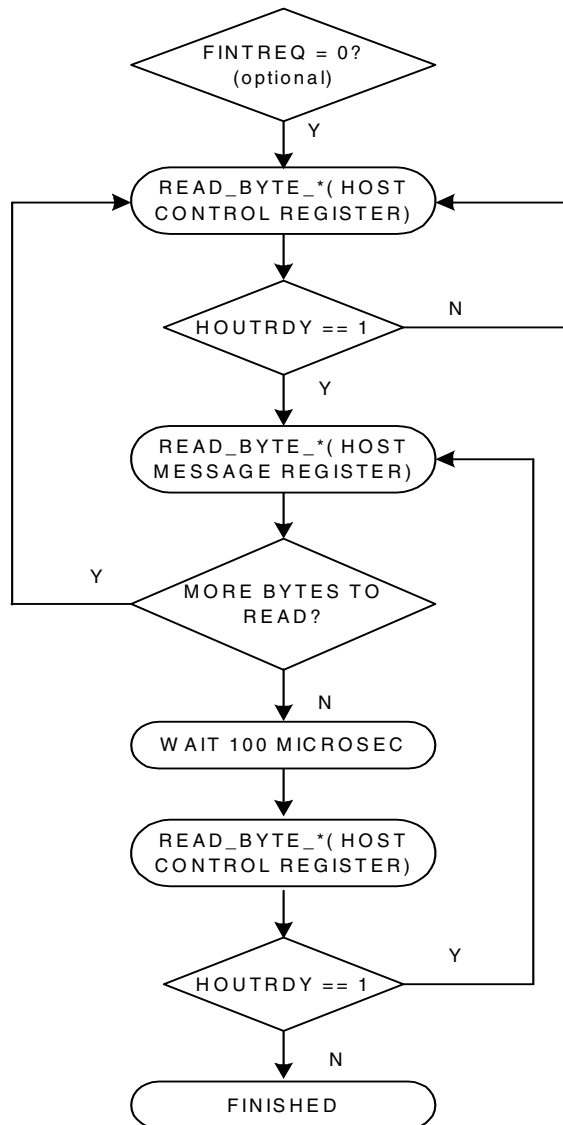 FINTREQ = 0?
(optional)
Y
READ_BYTE_*(HOST
CONTROL REGISTER)
HOUTRDY == 1
N
Y
READ_BYTE_*(HOST
MESSAGE REGISTER)
Y
MORE BYTES TO
READ?
N
WAIT 100 MICROSEC
READ_BYTE_*(HOST
CONTROL REGISTER)
HOUTRDY == 1
Y
N
FINISHED